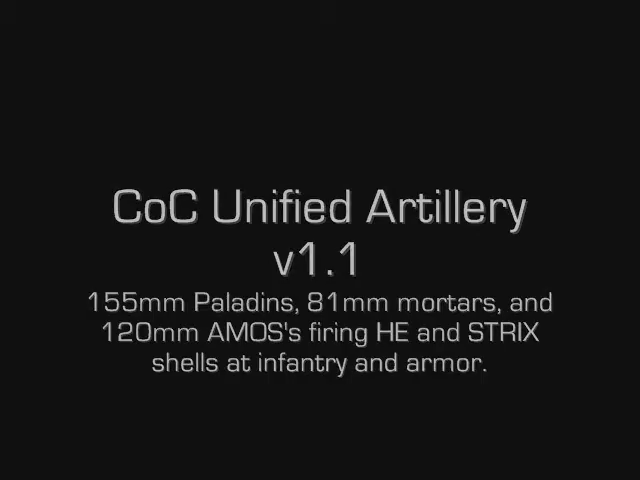 CoC Unified Artillery
v1.1
155mm Paladins, 81mm mortars, and
120mm AMOS's firing HE and STRIX
shells at infantry and armor.